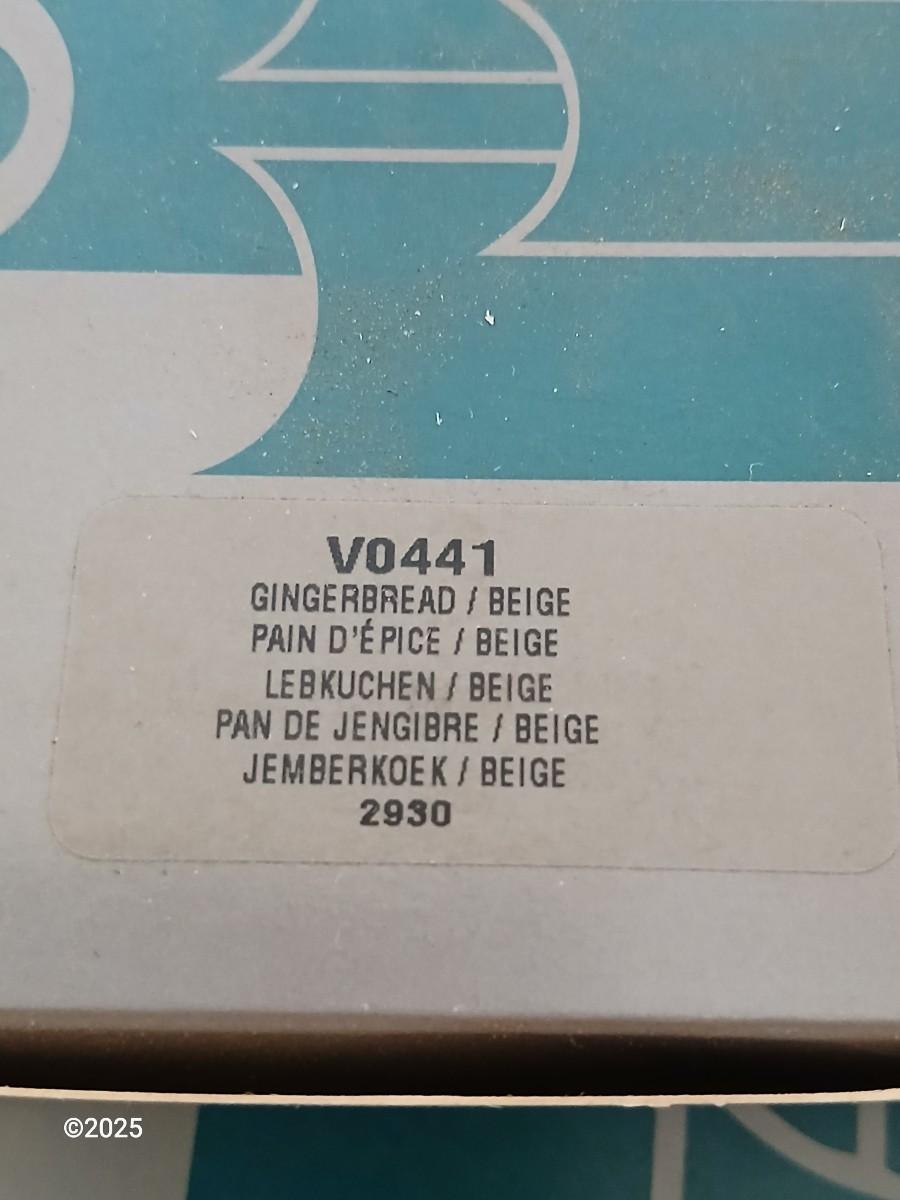 V0441
GINGERBREAD / BEIGE
PAIN D'ÉPICE / BEIGE
LEBKUCHEN / BEIGE
PAN DE JENGIBRE / BEIGE
JEMBERKOEK / BEIGE
2930
©2025